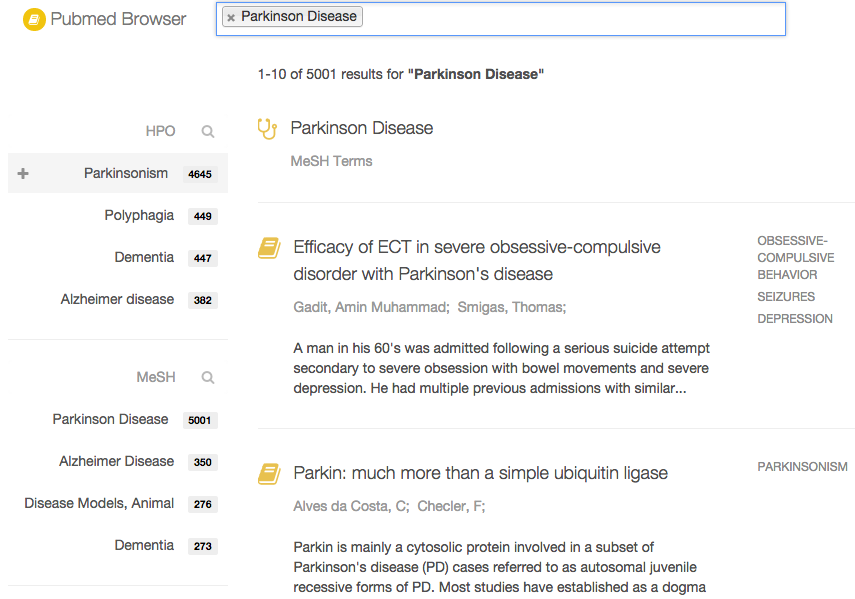 Pubmed Browser
× Parkinson Disease
1-10 of 5001 results for "Parkinson Disease"
HPO
Parkinsonism 4645
Polyphagia 449
Dementia 447
Alzheimer disease 382
MeSH
Parkinson Disease 5001
Alzheimer Disease 350
Disease Models, Animal 276
Dementia 273
Parkinson Disease
MeSH Terms
Efficacy of ECT in severe obsessive-compulsive
disorder with Parkinson's disease
Gadit, Amin Muhammad; Smigas, Thomas;
A man in his 60's was admitted following a serious suicide attempt
secondary to severe obsession with bowel movements and severe
depression. He had multiple previous admissions with similar...
OBSESSIVE-
COMPULSIVE
BEHAVIOR
SEIZURES
DEPRESSION
Parkin: much more than a simple ubiquitin ligase
Alves da Costa, C; Checler, F;
Parkin is mainly a cytosolic protein involved in a subset of
Parkinson's disease (PD) cases referred to as autosomal juvenile
recessive forms of PD. Most studies have established as a dogma
PARKINSONISM